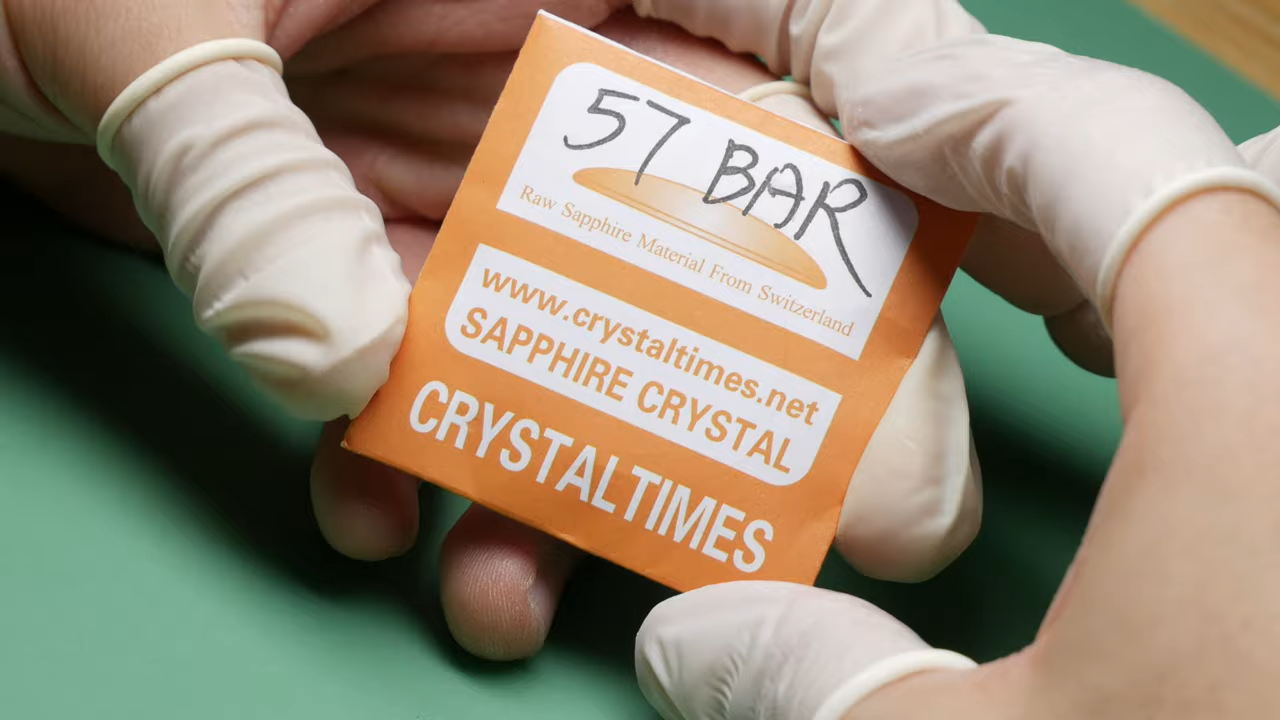 57 BAR
Raw Sapphire Material From Switzerland
www.crystaltimes.net
SAPPHIRE CRYSTAL
CRYSTALTIMES